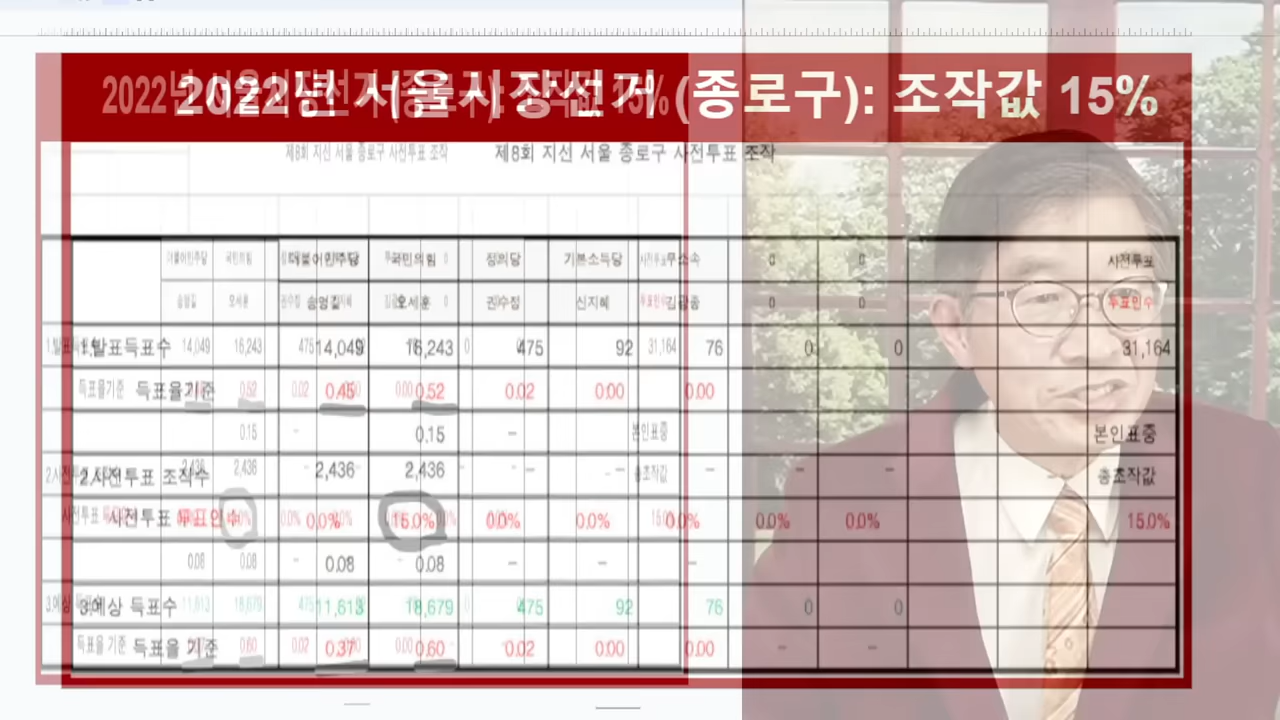 2022년 서울시장선거 (종로구): 조작값 15%
제8회 지선 서울 종로구 사전투표 조작
더불어민주당 국민의힘 정의당 기본소득당 무소속 0 0 사전투표
송영길 오세훈 권수정 신지혜 김광종 0 0 투표인수
1.발표득표수 14,049 16,243 475 92 76 0 0 31,164
득표율기준 0.45 0.52 0.02 0.00 0.00
0.15 - 본인표중
2.사전투표 조작수 2,436 2,436 - - - - - 총조작값
사전투표 투표인수 0.0% 15.0% 0.0% 0.0% 0.0% 0.0% 0.0% 15.0%
0.08 0.08 - - -
3.예상 득표수 11,613 18,679 475 92 76 0 0
득표율 기준 0.37 0.60 0.02 0.00 0.00 - -